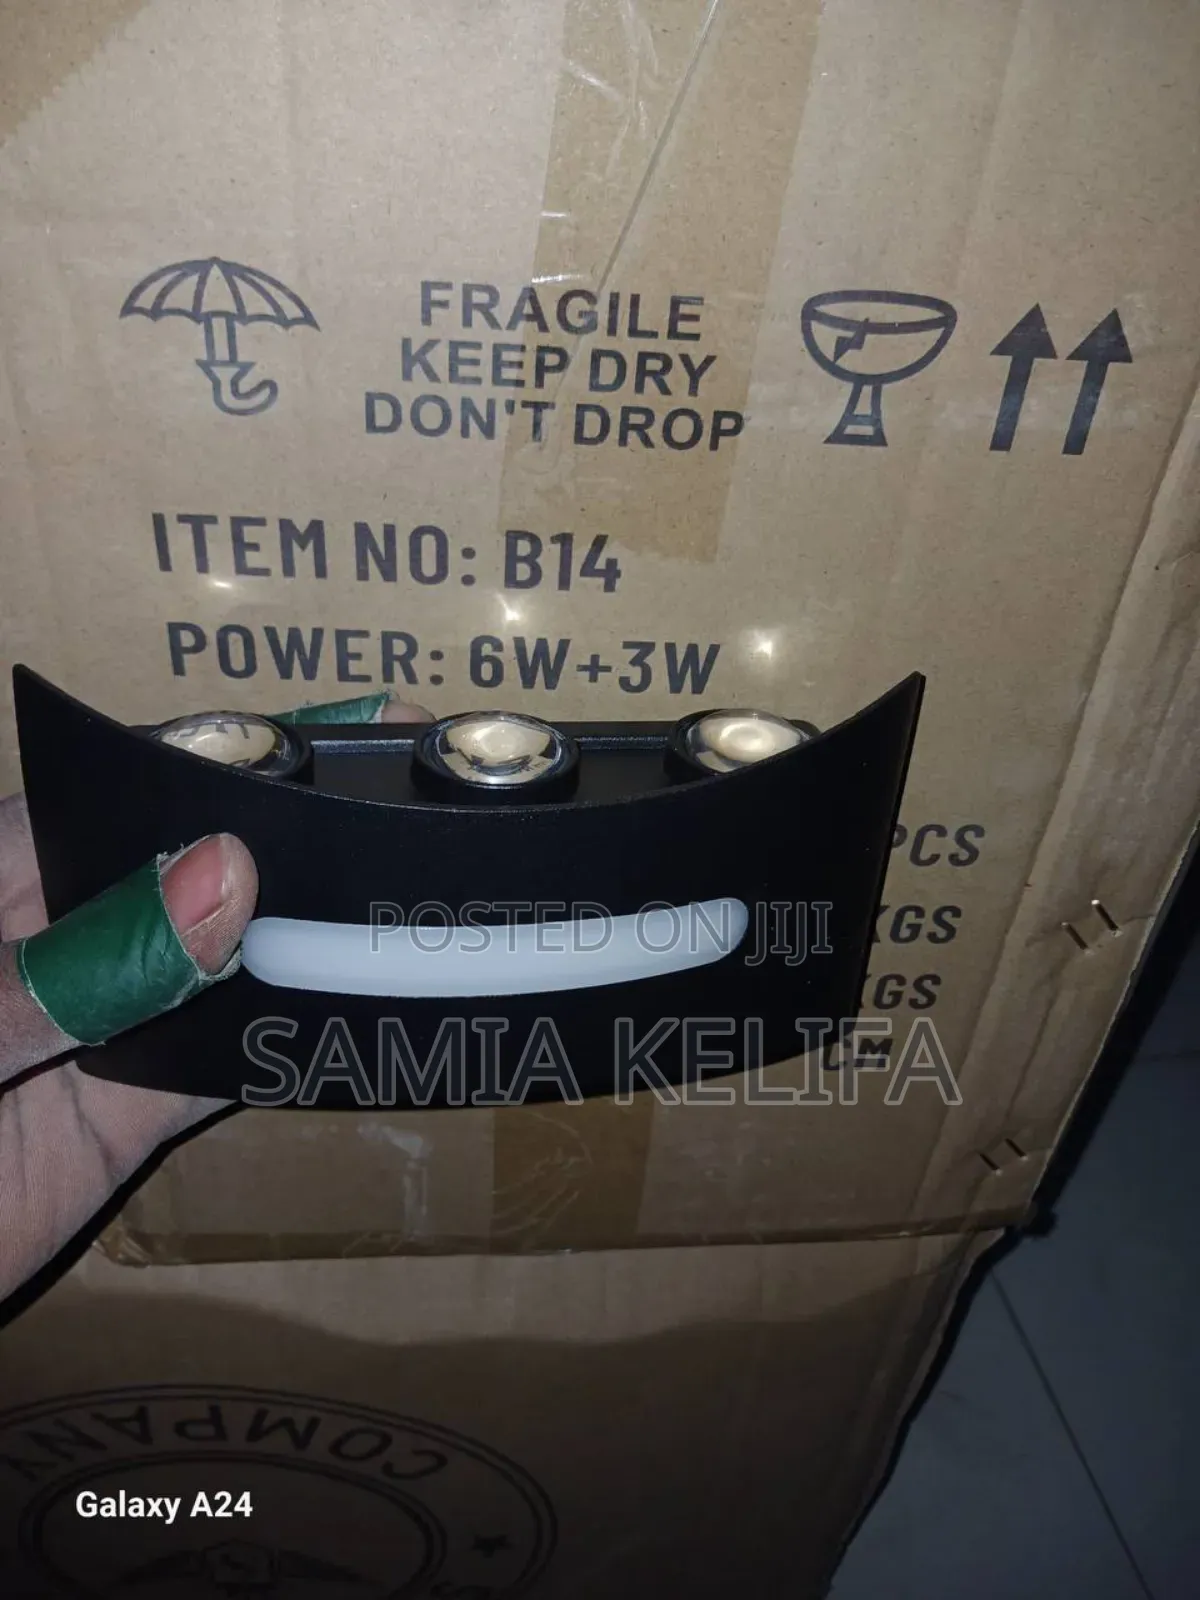 FRAGILE
KEEP DRY
DON'T DROP
ITEM NO: B14
POWER: 6W+3W
PCS
KGS
KGS
CM
POSTED ON JIJI
SAMIA KELIFA
COMPANY
Galaxy A24